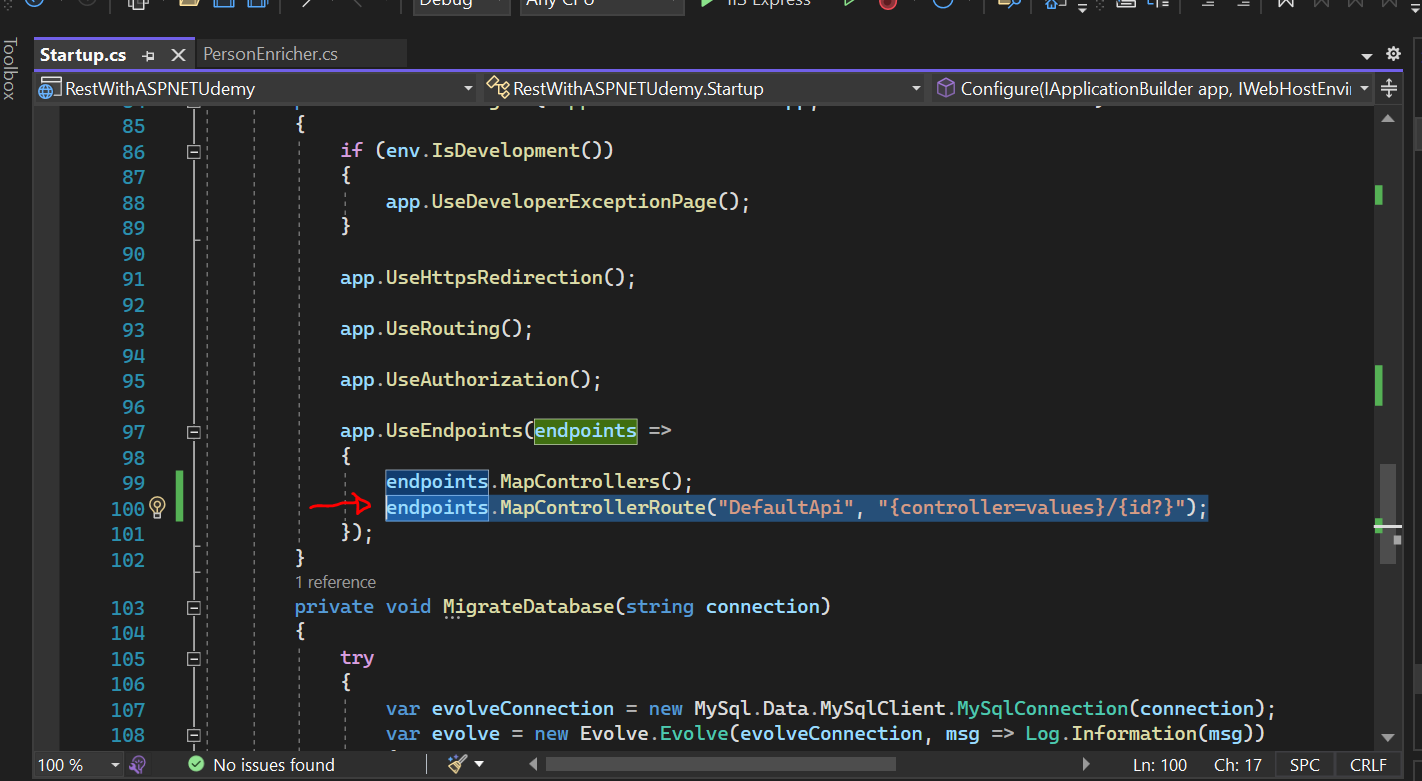 Debug Any CPU IIS Express
Toolbox
Startup.cs PersonEnricher.cs
RestWithASPNETUdemy RestWithASPNETUdemy.Startup Configure(IApplicationBuilder app, IWebHostEnvi
85 {
86 if (env.IsDevelopment())
87 {
88 app.UseDeveloperExceptionPage();
89 }
90
91 app.UseHttpsRedirection();
92
93 app.UseRouting();
94
95 app.UseAuthorization();
96
97 app.UseEndpoints(endpoints =>
98 {
99 endpoints.MapControllers();
100 endpoints.MapControllerRoute("DefaultApi", "{controller=values}/{id?}");
101 });
102 }
1 reference
103 private void MigrateDatabase(string connection)
104 {
105 try
106 {
107 var evolveConnection = new MySql.Data.MySqlClient.MySqlConnection(connection);
108 var evolve = new Evolve.Evolve(evolveConnection, msg => Log.Information(msg))
100 % No issues found Ln: 100 Ch: 17 SPC CRLF